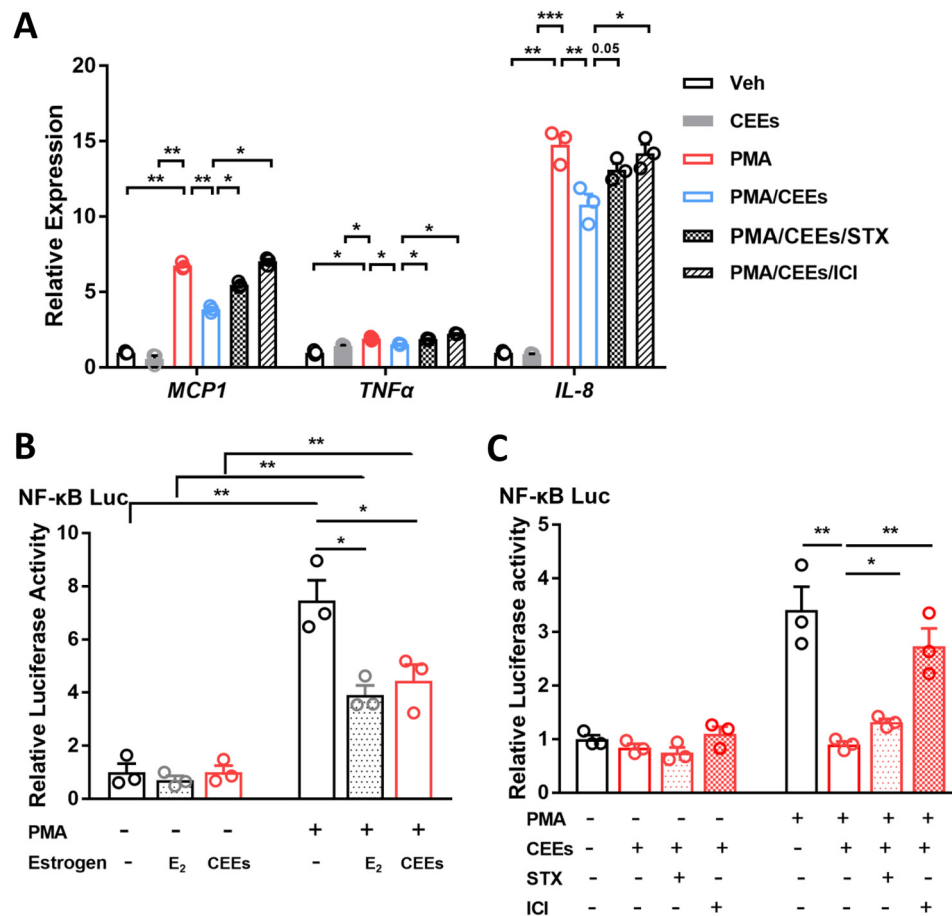 A
Relative Expression
20
15
10
5
0
** ** ** * *
* * * * *
** *** ** 0.05 *
MCP1 TNFα IL-8
Veh
CEEs
PMA
PMA/CEEs
PMA/CEEs/STX
PMA/CEEs/ICI
B
NF-κB Luc
Relative Luciferase Activity
10
8
6
4
2
0
**
**
**
*
*
PMA - - - + + +
Estrogen - E2 CEEs - E2 CEEs
C
NF-κB Luc
Relative Luciferase activity
5
4
3
2
1
0
** **
*
PMA - - - - + + + +
CEEs - + + + - + + +
STX - - + - - - + -
ICI - - - + - - - +